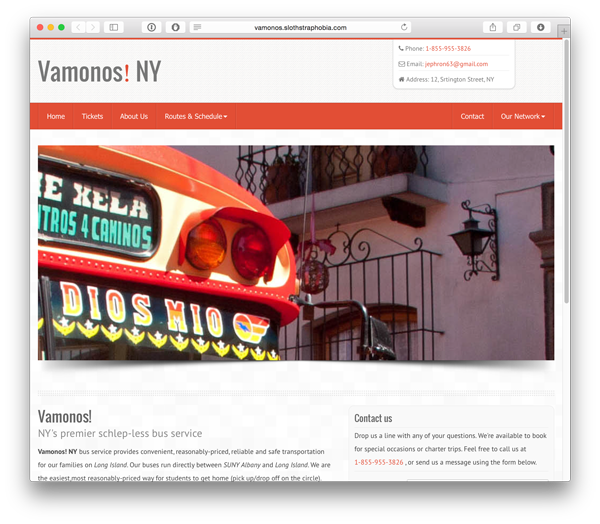 vamonos.slothstraphobia.com
Phone: 1-855-955-3826
Vamonos! NY
Email: jephron63@gmail.com
Address: 12, Srtington Street, NY
Home Tickets About Us Routes & Schedule Contact Our Network
E XELA
NTROS 4 CAMINOS
DIOS MIO
Vamonos!
NY's premier schlep-less bus service
Vamonos! NY bus service provides convenient, reasonably-priced, reliable and safe transportation
for our families on Long Island. Our buses run directly between SUNY Albany and Long Island. We are
the easiest,most reasonably-priced way for students to get home (pick up/drop off on the circle).
Contact us
Drop us a line with any of your questions. We're available to book
for special occasions or charter trips. Feel free to call us at
1-855-955-3826 , or send us a message using the form below.